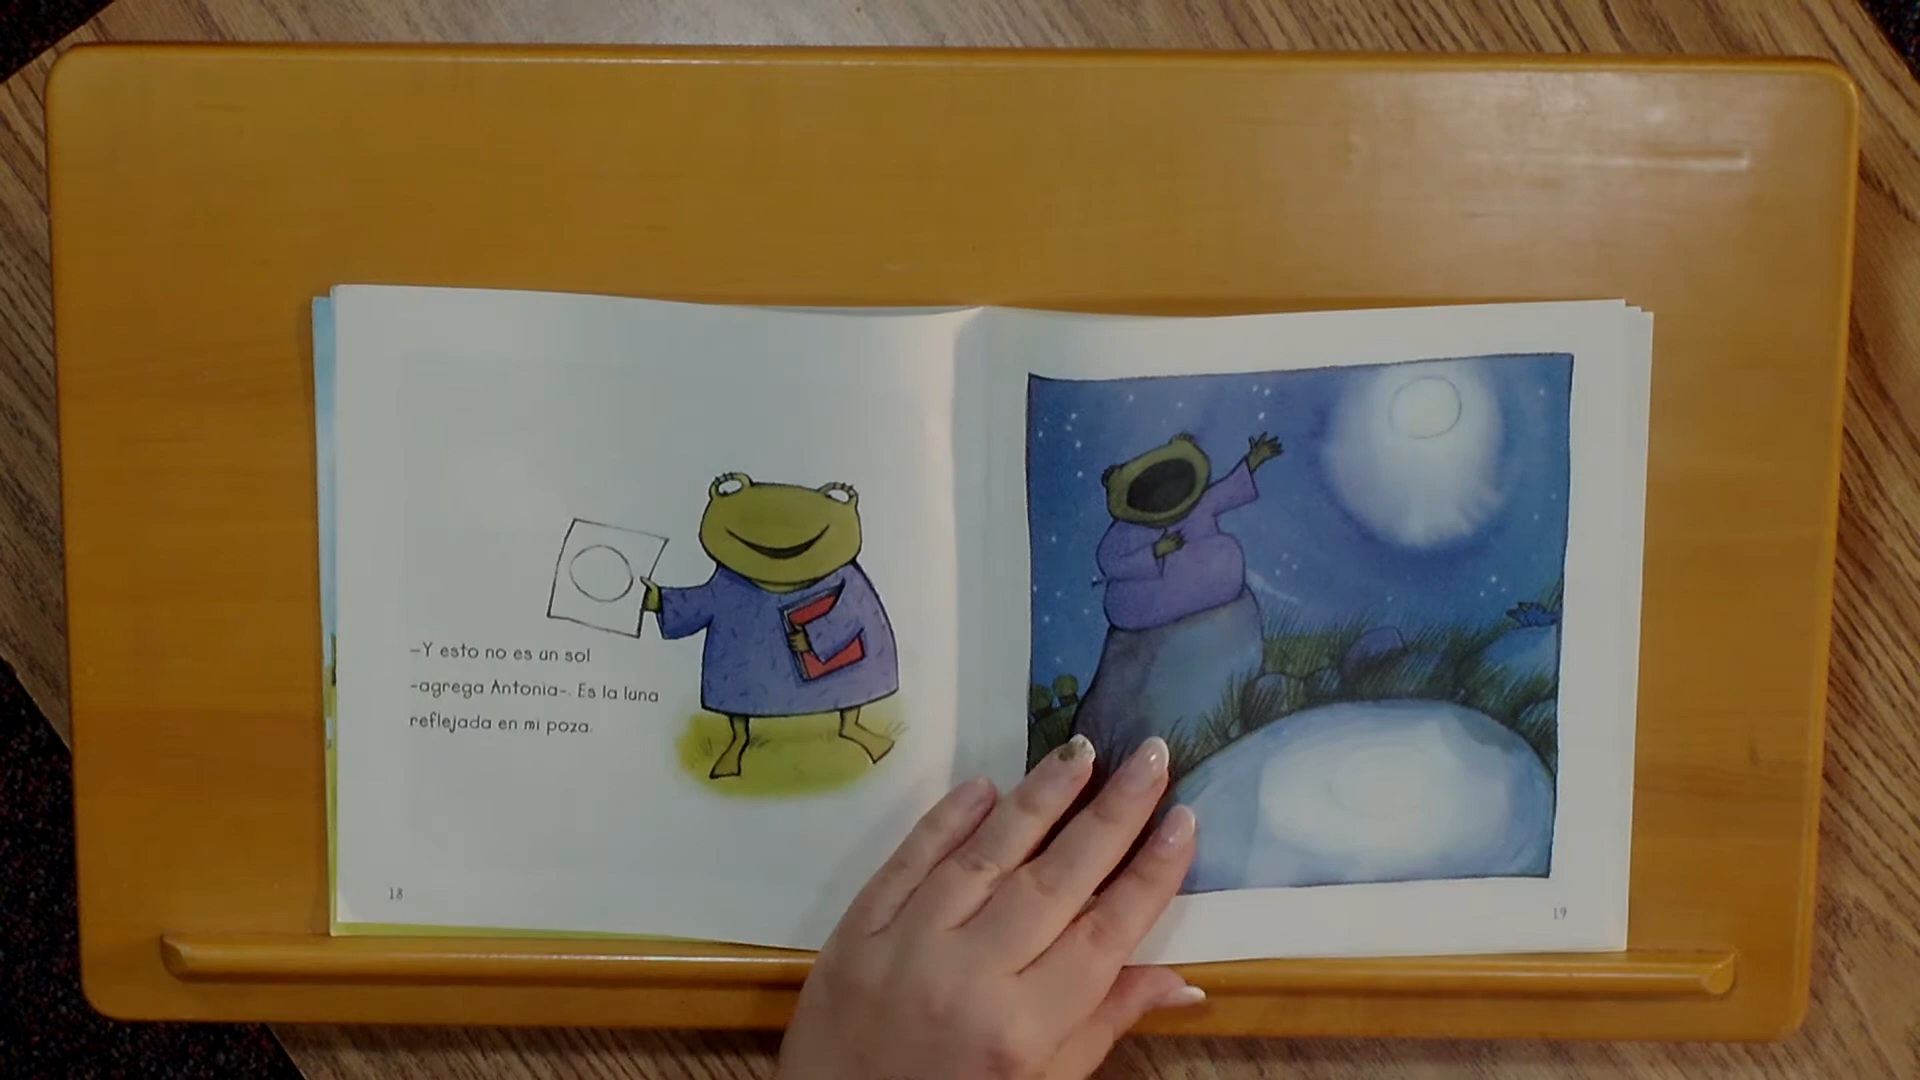 –Y esto no es un sol
–agrega Antonia–. Es la luna
reflejada en mi poza.
18
19